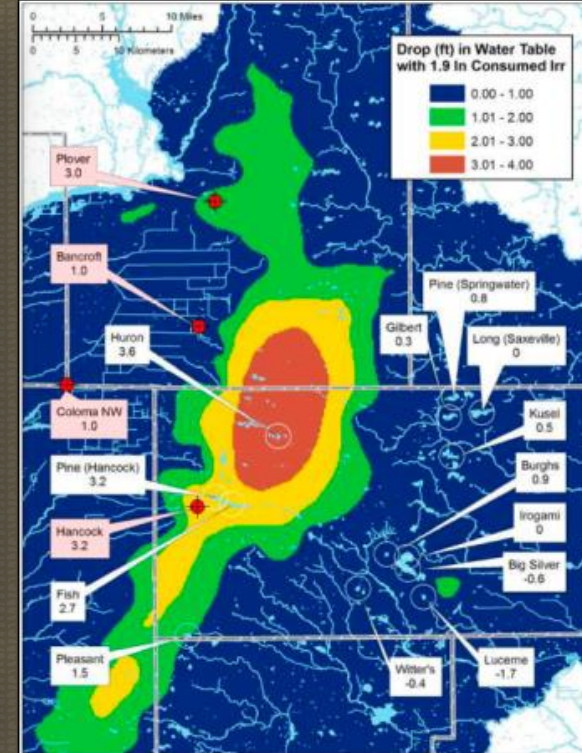 0
5
10 Miles
0
5
10 Kilometers
Drop (ft) in Water Table
with 1.9 In Consumed Irr
0.00 - 1.00
1.01 - 2.00
2.01 - 3.00
3.01 - 4.00
Plover
3.0
Bancroft
1.0
Pine (Springwater)
0.8
Gilbert
0.3
Long (Saxeville)
0
Huron
3.6
Coloma NW
1.0
Kusel
0.5
Pine (Hancock)
3.2
Burghs
0.9
Irogami
0
Hancock
3.2
Big Silver
-0.6
Fish
2.7
Pleasant
1.5
Witter's
-0.4
Lucerne
-1.7